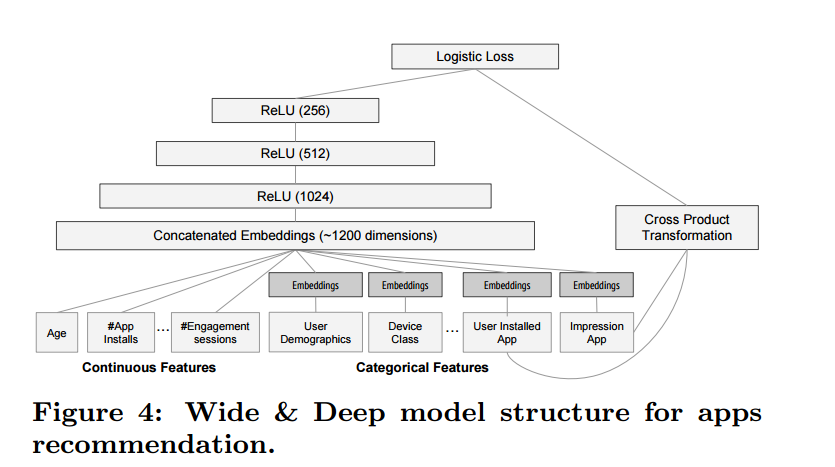 Logistic Loss
ReLU (256)
ReLU (512)
ReLU (1024)
Concatenated Embeddings (~1200 dimensions)
Cross Product
Transformation
Embeddings
Embeddings
Embeddings
Embeddings
Age
#App
Installs
...
#Engagement
sessions
User
Demographics
Device
Class
...
User Installed
App
Impression
App
Continuous Features
Categorical Features
Figure 4: Wide & Deep model structure for apps
recommendation.